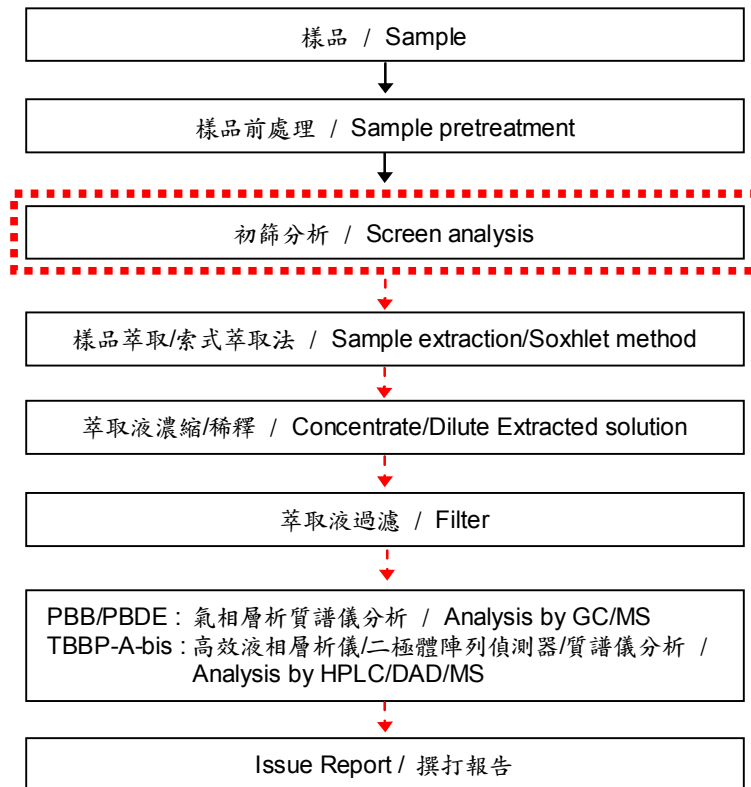 樣品 / Sample
樣品前處理 / Sample pretreatment
初篩分析 / Screen analysis
樣品萃取/索式萃取法 / Sample extraction/Soxhlet method
萃取液濃縮/稀釋 / Concentrate/Dilute Extracted solution
萃取液過濾 / Filter
PBB/PBDE : 氣相層析質譜儀分析 / Analysis by GC/MS
TBBP-A-bis : 高效液相層析儀/二極體陣列偵測器/質譜儀分析 /
Analysis by HPLC/DAD/MS
Issue Report / 撰打報告